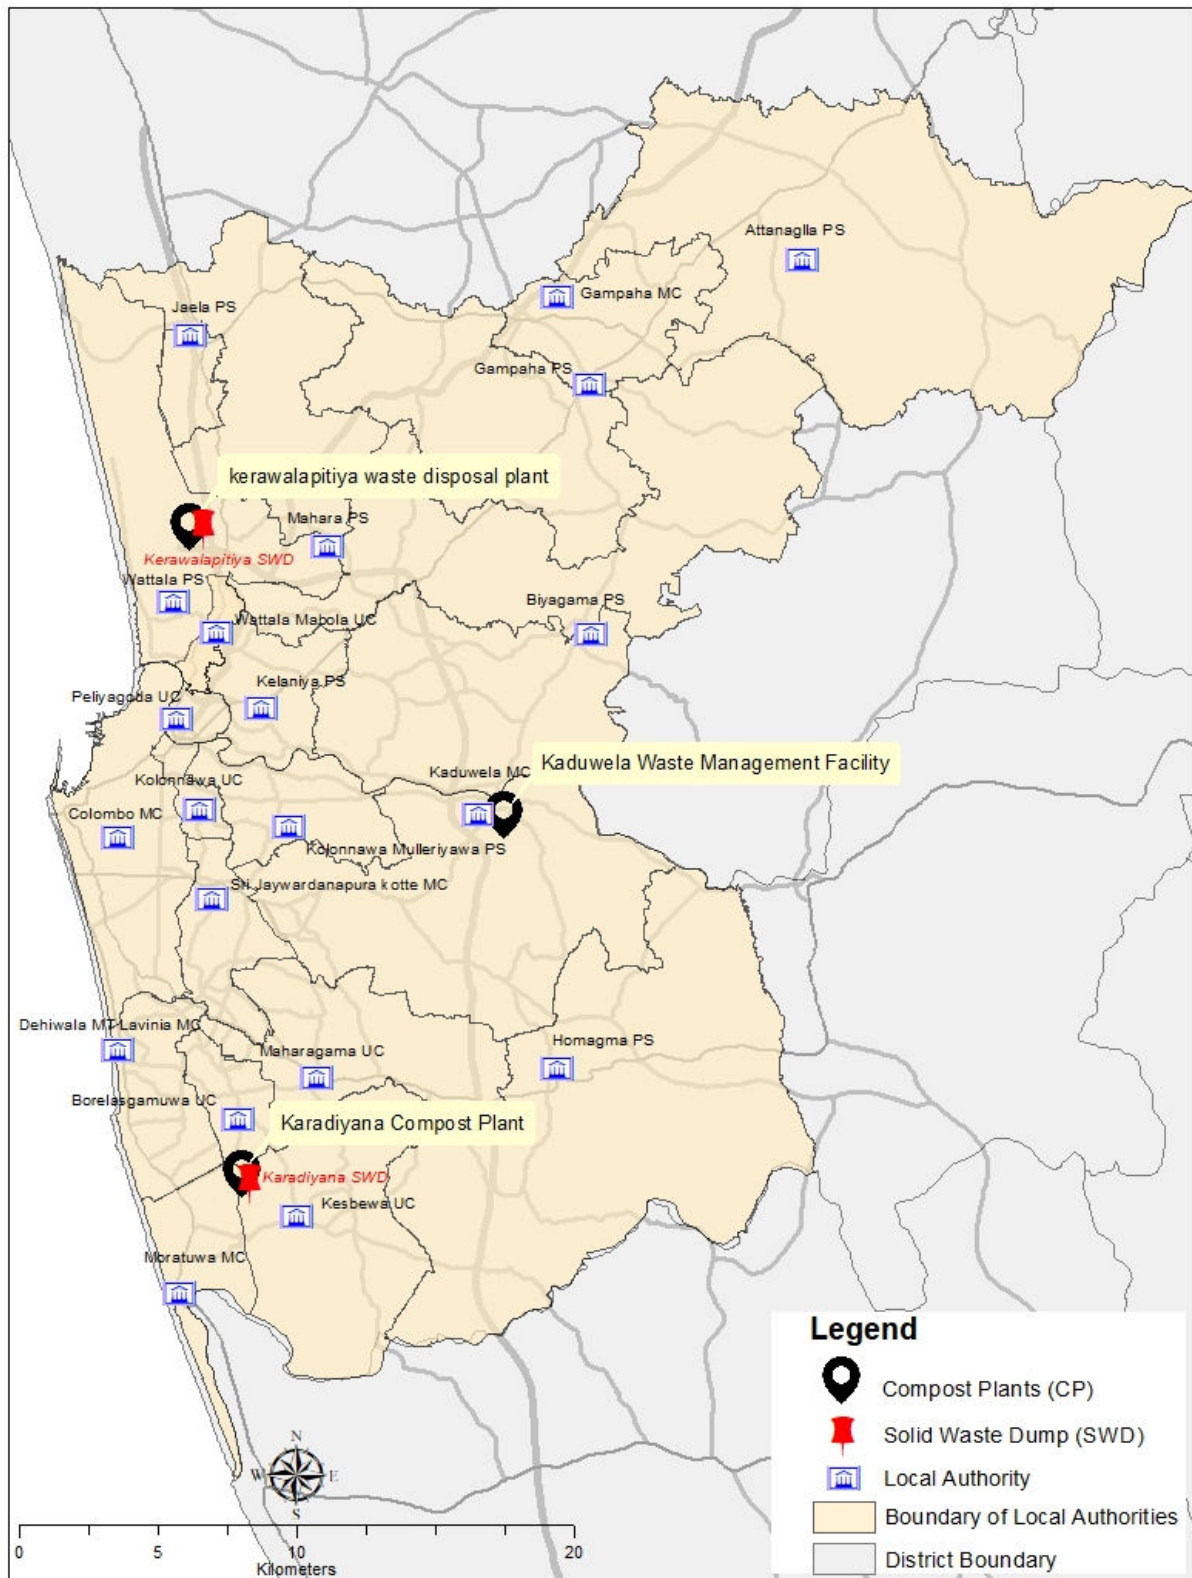 Attanaglla PS
Gampaha MC
Jaela PS
Gampaha PS
kerawalapitiya waste disposal plant
Mahara PS
Kerawalapitiya SWD
Wattala PS
Biyagama PS
Wattala Mabola UC
Kelaniya PS
Peliyagoda UC
Kaduwela Waste Management Facility
Kaduwela MC
Kolonnawa UC
Colombo MC
Kolonnawa Mulleriyawa PS
Sri Jaywardanapura kotte MC
Dehiwala MT Lavinia MC
Homagma PS
Maharagama UC
Borelasgamuwa UC
Karadiyana Compost Plant
Karadiyana SWD
Kesbewa UC
Moratuwa MC
Legend
Compost Plants (CP)
Solid Waste Dump (SWD)
Local Authority
Boundary of Local Authorities
District Boundary
N
W E
S
0 5 10 20
Kilometers